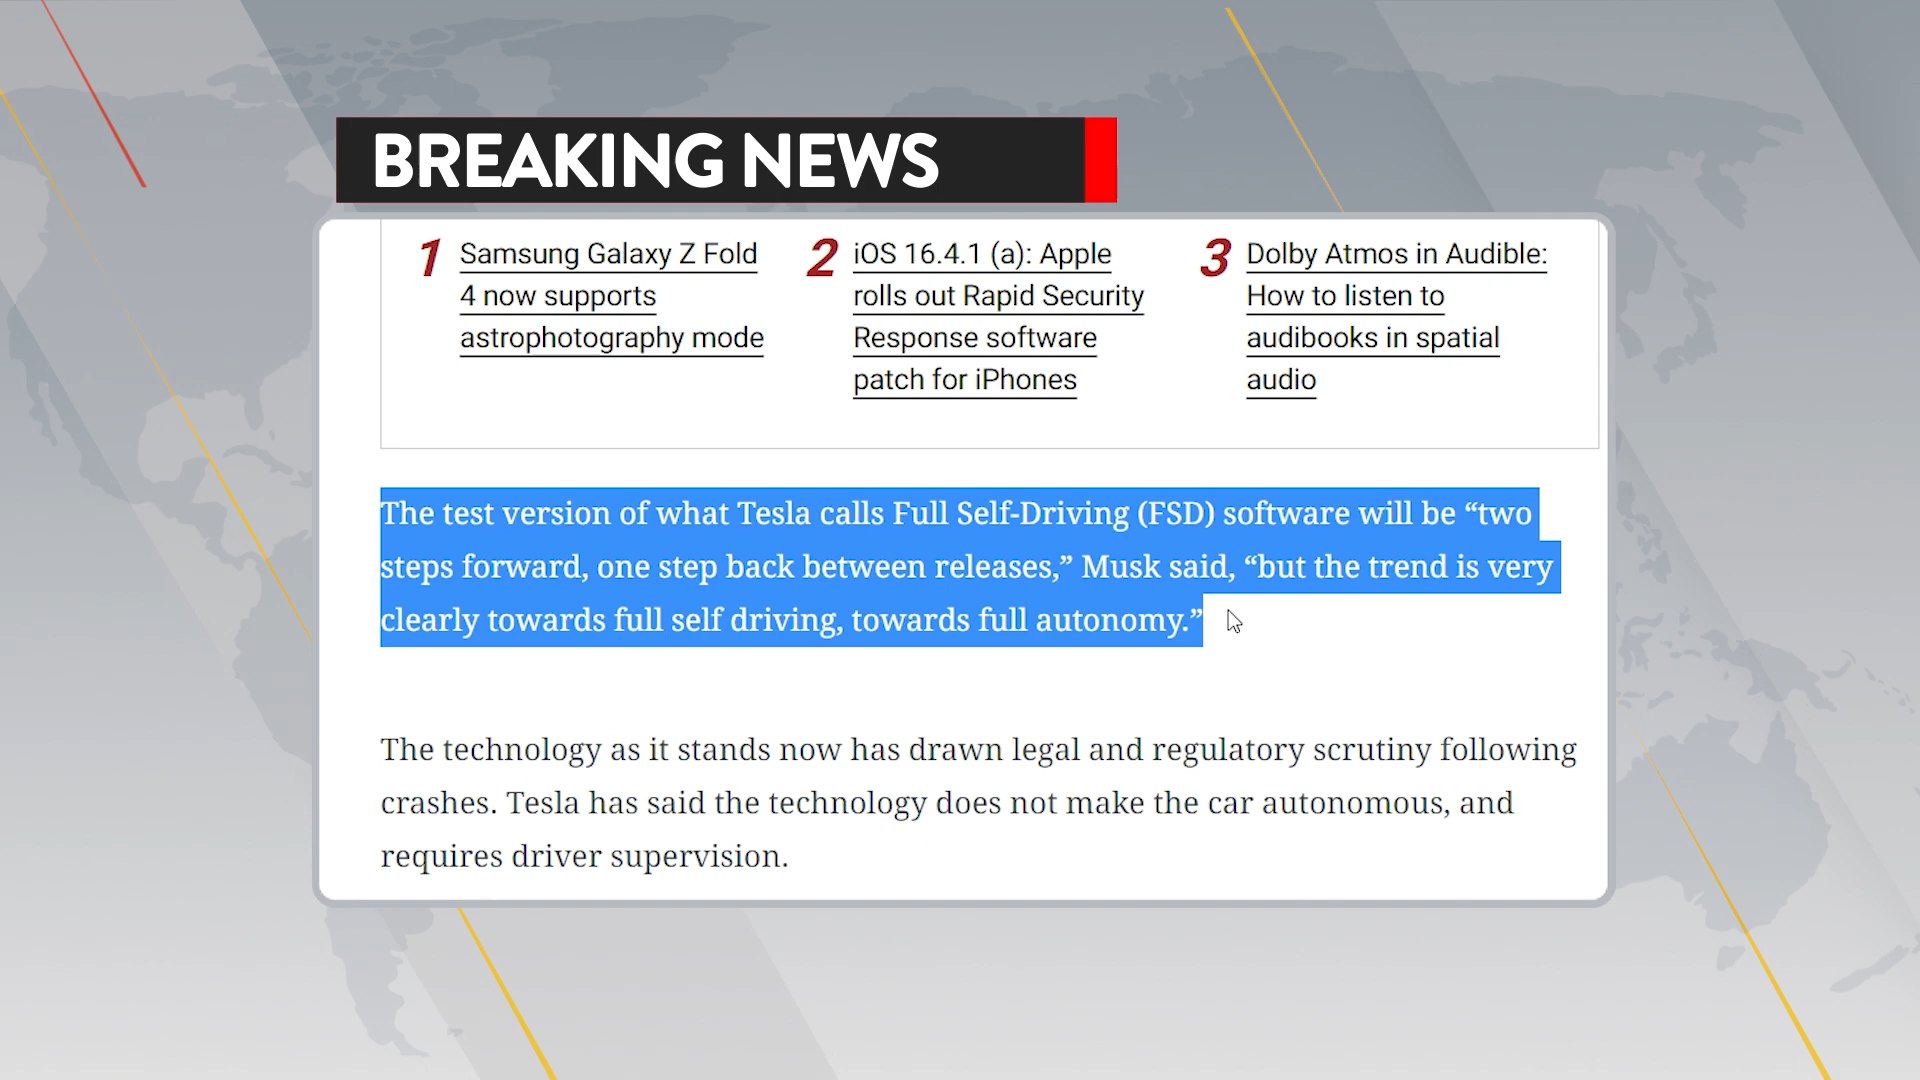 BREAKING NEWS
1 Samsung Galaxy Z Fold
4 now supports
astrophotography mode
2 iOS 16.4.1 (a): Apple
rolls out Rapid Security
Response software
patch for iPhones
3 Dolby Atmos in Audible:
How to listen to
audibooks in spatial
audio
The test version of what Tesla calls Full Self-Driving (FSD) software will be “two
steps forward, one step back between releases,” Musk said, “but the trend is very
clearly towards full self driving, towards full autonomy.”
The technology as it stands now has drawn legal and regulatory scrutiny following
crashes. Tesla has said the technology does not make the car autonomous, and
requires driver supervision.